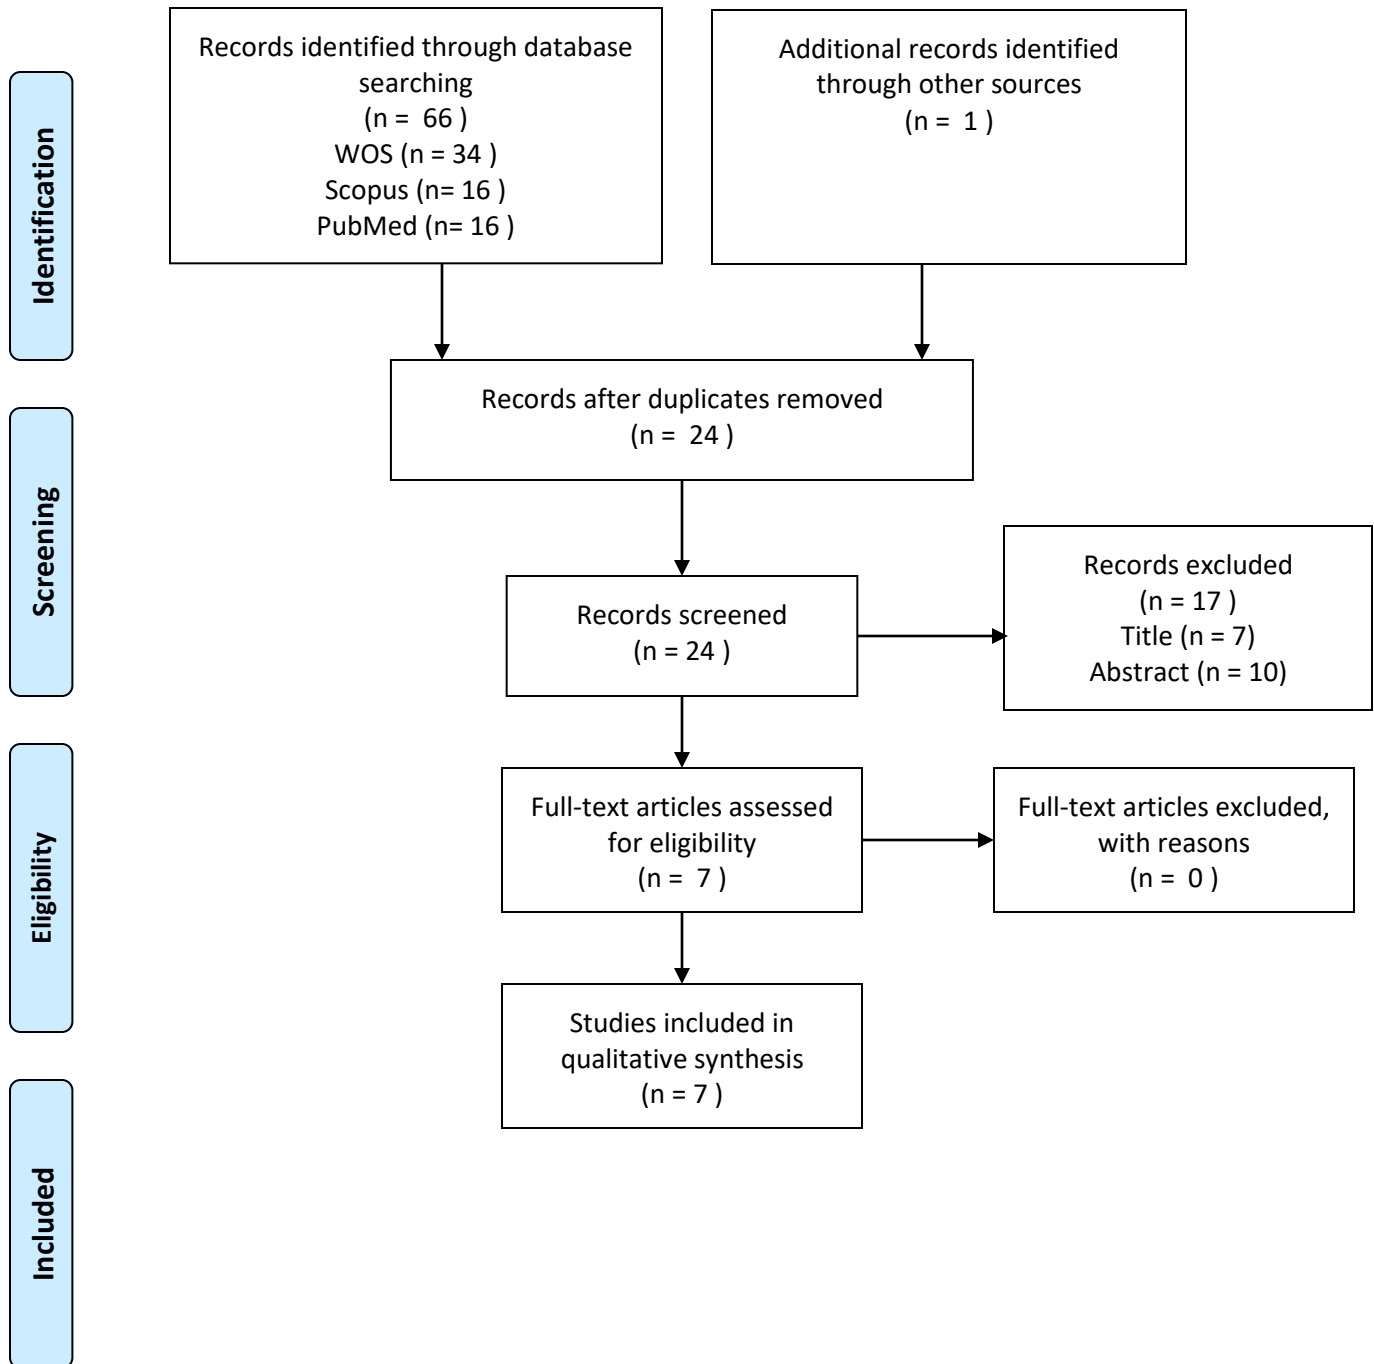 Records identified through database
searching
(n =  66 )
WOS (n = 34 )
Scopus (n= 16 )
PubMed (n= 16 )
Additional records identified
through other sources
(n =  1 )
Identification
Records after duplicates removed
(n =  24 )
Screening
Records screened
(n = 24 )
Records excluded
(n = 17 )
Title (n = 7)
Abstract (n = 10)
Eligibility
Full-text articles assessed
for eligibility
(n =  7 )
Full-text articles excluded,
with reasons
(n =  0 )
Studies included in
qualitative synthesis
(n = 7 )
Included